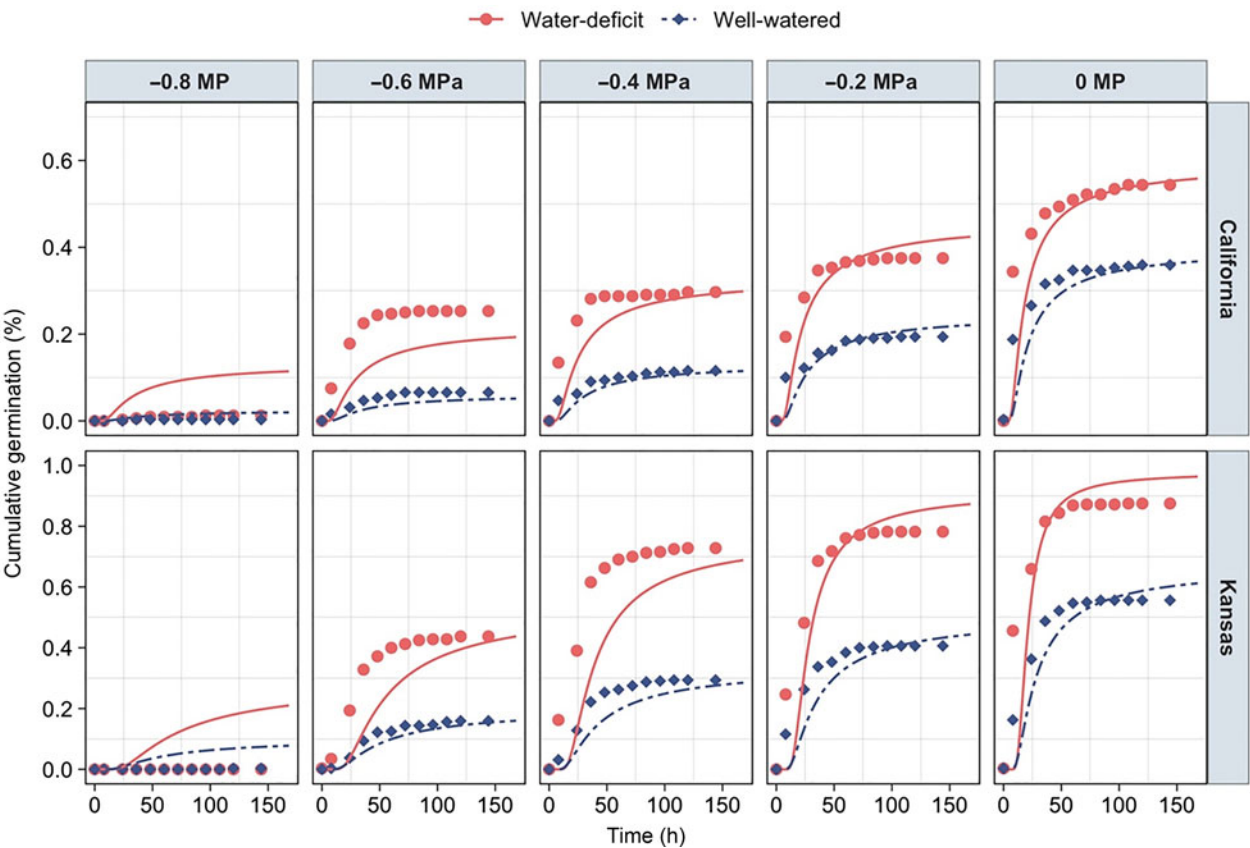 Water-deficit Well-watered
−0.8 MP −0.6 MPa −0.4 MPa −0.2 MPa 0 MP
0.6
0.4
0.2
0.0
California
1.0
0.8
0.6
0.4
0.2
0.0
Kansas
Cumulative germination (%)
0 50 100 150 0 50 100 150 0 50 100 150 0 50 100 150 0 50 100 150
Time (h)